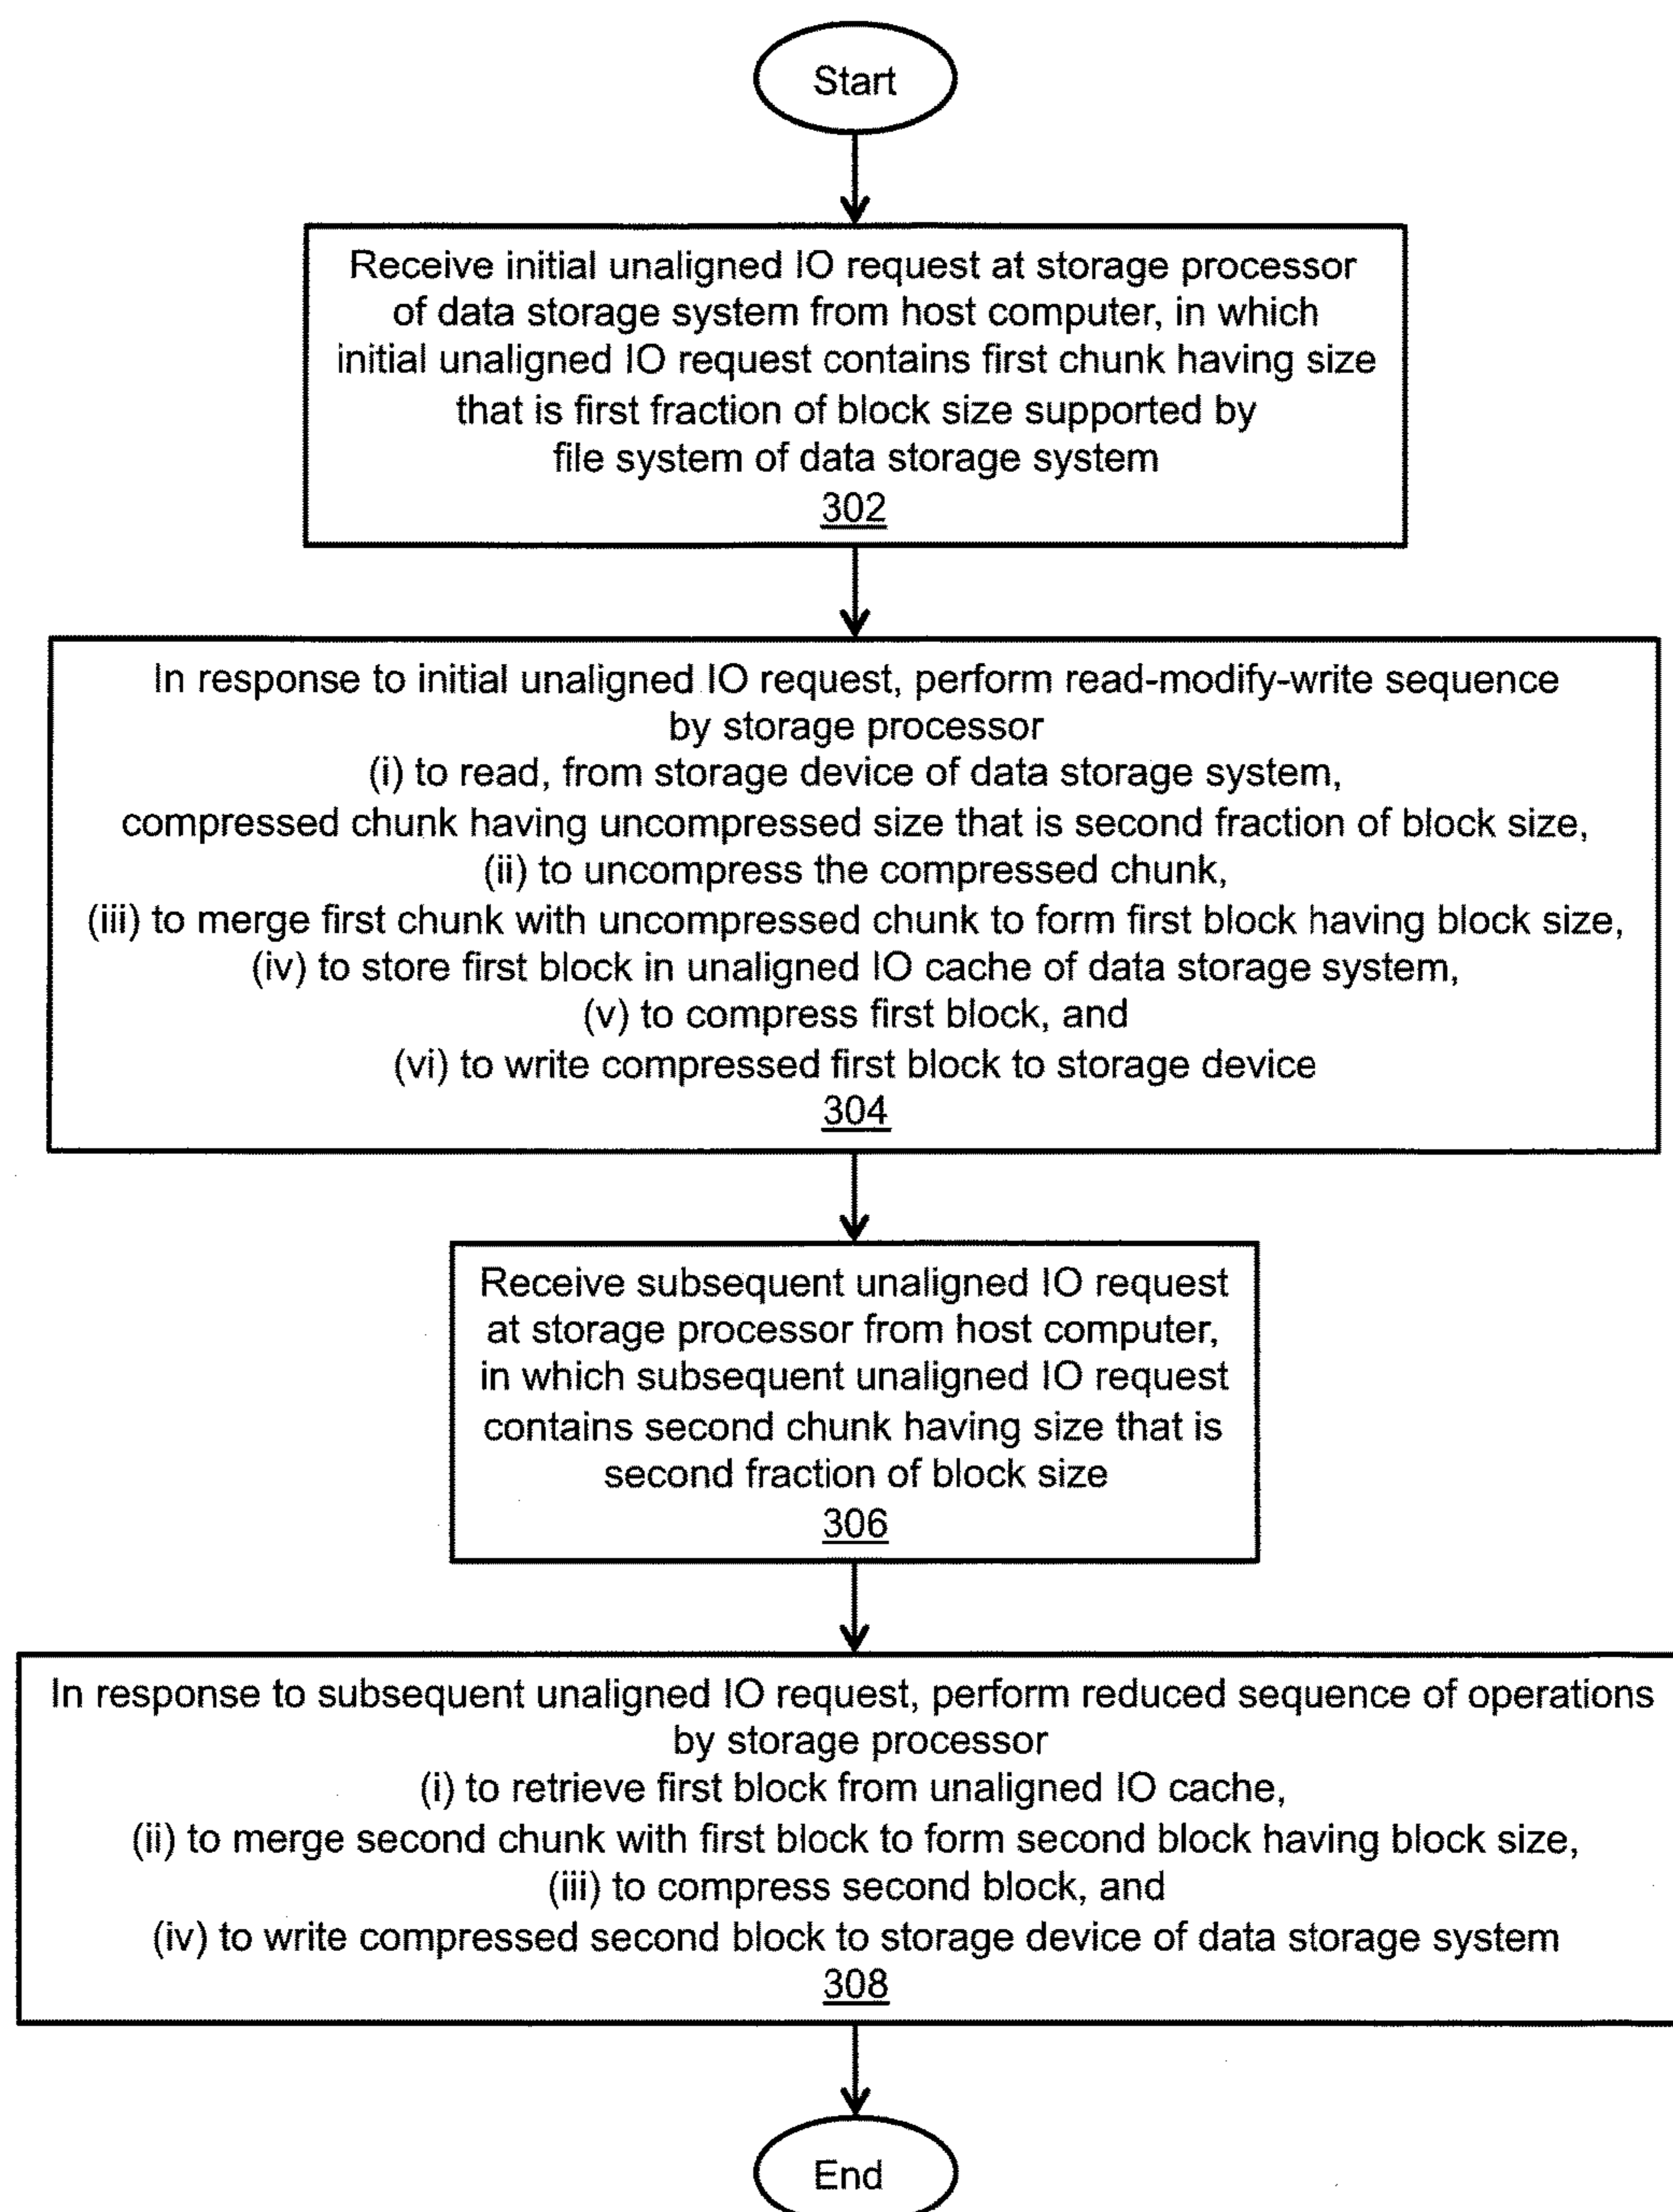 Start
Receive initial unaligned IO request at storage processor
of data storage system from host computer, in which
initial unaligned IO request contains first chunk having size
that is first fraction of block size supported by
file system of data storage system
302
In response to initial unaligned IO request, perform read-modify-write sequence
by storage processor
(i) to read, from storage device of data storage system,
compressed chunk having uncompressed size that is second fraction of block size,
(ii) to uncompress the compressed chunk,
(iii) to merge first chunk with uncompressed chunk to form first block having block size,
(iv) to store first block in unaligned IO cache of data storage system,
(v) to compress first block, and
(vi) to write compressed first block to storage device
304
Receive subsequent unaligned IO request
at storage processor from host computer,
in which subsequent unaligned IO request
contains second chunk having size that is
second fraction of block size
306
In response to subsequent unaligned IO request, perform reduced sequence of operations
by storage processor
(i) to retrieve first block from unaligned IO cache,
(ii) to merge second chunk with first block to form second block having block size,
(iii) to compress second block, and
(iv) to write compressed second block to storage device of data storage system
308
End